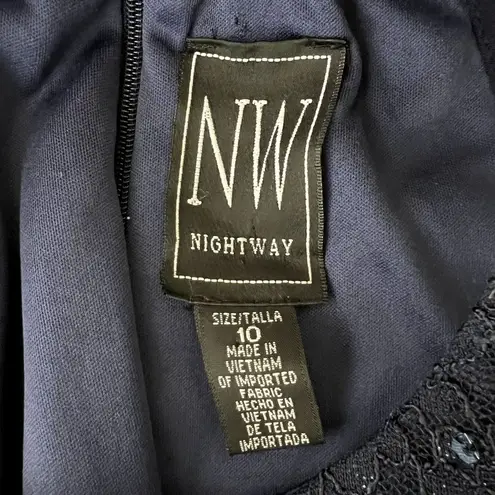 NW
NIGHTWAY
SIZE/TALLA
10
MADE IN
VIETNAM
OF IMPORTED
FABRIC
HECHO EN
VIETNAM
DE TELA
IMPORTADA